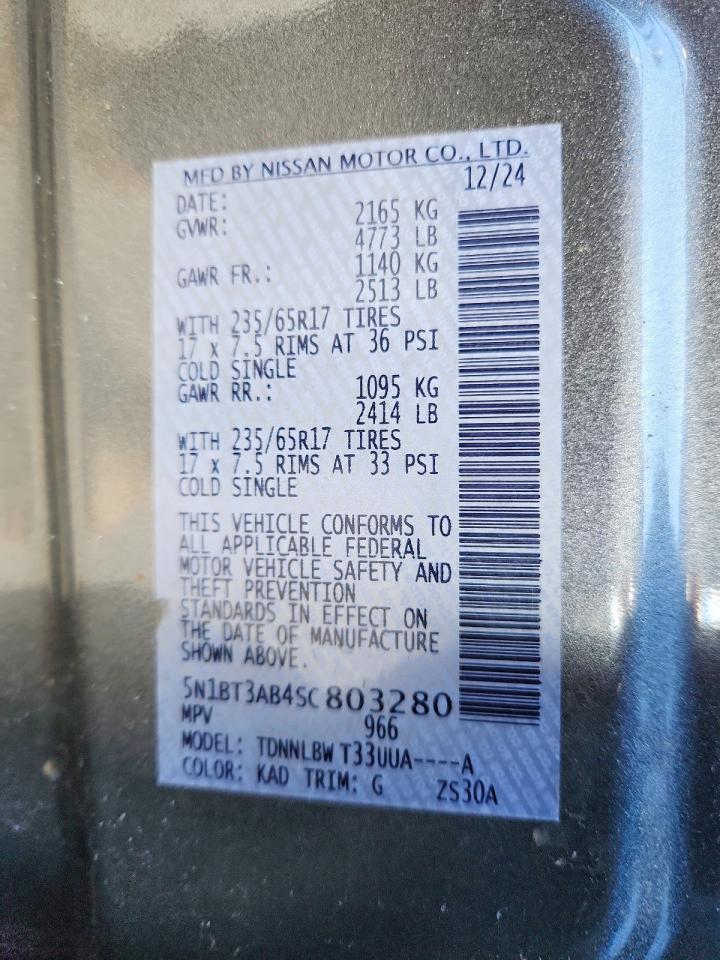 MFD BY NISSAN MOTOR CO., LTD.
DATE: 12/24
GVWR: 2165 KG
4773 LB
GAWR FR.: 1140 KG
2513 LB
WITH 235/65R17 TIRES
17 x 7.5 RIMS AT 36 PSI
COLD SINGLE
GAWR RR.: 1095 KG
2414 LB
WITH 235/65R17 TIRES
17 x 7.5 RIMS AT 33 PSI
COLD SINGLE
THIS VEHICLE CONFORMS TO
ALL APPLICABLE FEDERAL
MOTOR VEHICLE SAFETY AND
THEFT PREVENTION
STANDARDS IN EFFECT ON
THE DATE OF MANUFACTURE
SHOWN ABOVE.
5N1BT3AB4SC803280
MPV 966
MODEL: TDNNLBW T33UUA----A
COLOR: KAD TRIM: G ZS30A